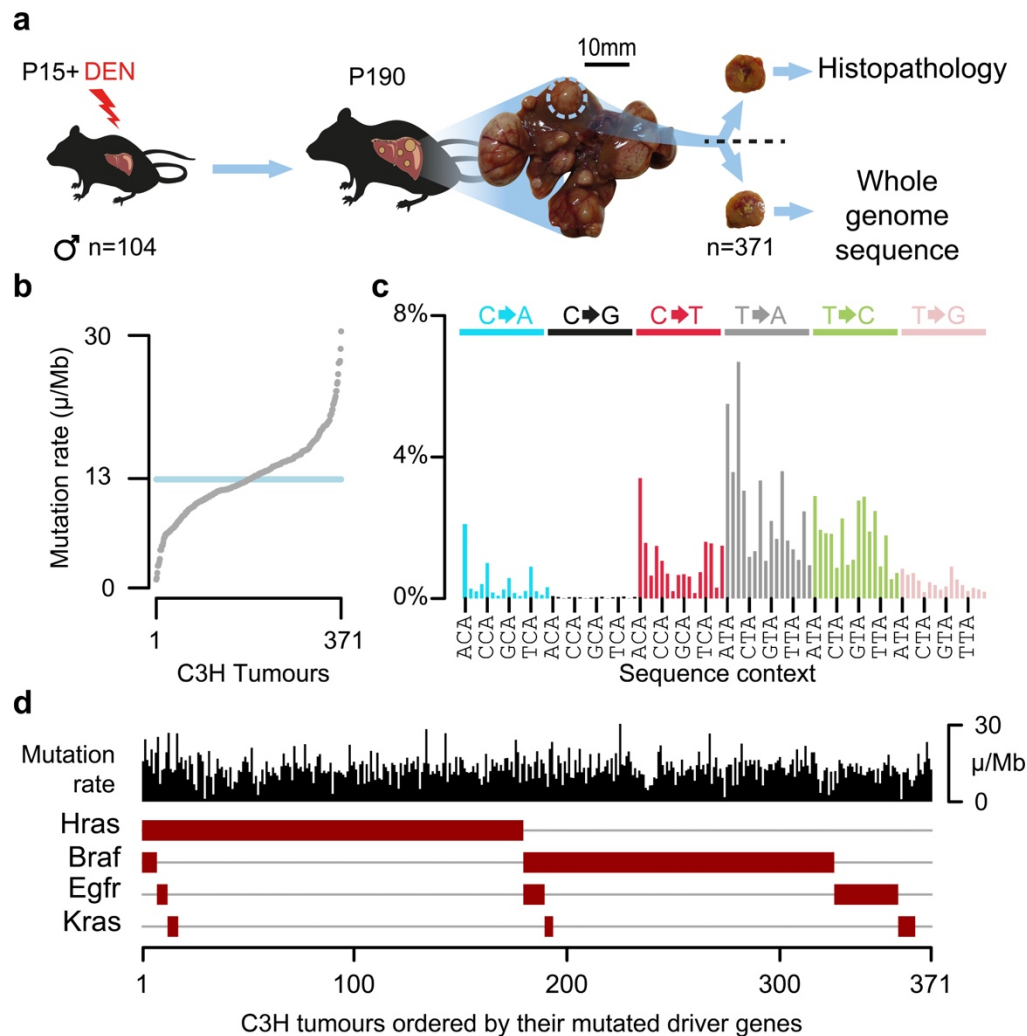 a
P15+ DEN
P190
10mm
Histopathology
♂ n=104
n=371
Whole
genome
sequence
b
Mutation rate (µ/Mb)
30
13
0
1
371
C3H Tumours
c
8%
4%
0%
C➔A
C➔G
C➔T
T➔A
T➔C
T➔G
ACA
CCA
GCA
TCA
ACA
CCA
GCA
TCA
ACA
CCA
GCA
TCA
ATA
CTA
GTA
TTA
ATA
CTA
GTA
TTA
ATA
CTA
GTA
TTA
Sequence context
d
Mutation
rate
30
µ/Mb
0
Hras
Braf
Egfr
Kras
1
100
200
300
371
C3H tumours ordered by their mutated driver genes